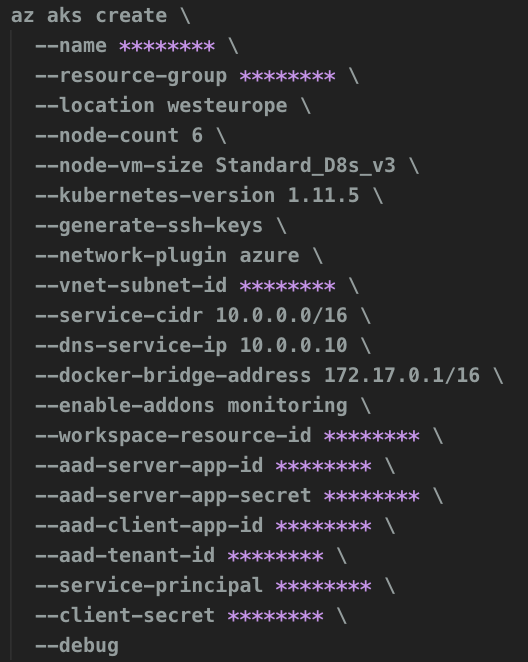 az aks create \
--name ******** \
--resource-group ******** \
--location westeurope \
--node-count 6 \
--node-vm-size Standard_D8s_v3 \
--kubernetes-version 1.11.5 \
--generate-ssh-keys \
--network-plugin azure \
--vnet-subnet-id ******** \
--service-cidr 10.0.0.0/16 \
--dns-service-ip 10.0.0.10 \
--docker-bridge-address 172.17.0.1/16 \
--enable-addons monitoring \
--workspace-resource-id ******** \
--aad-server-app-id ******** \
--aad-server-app-secret ******** \
--aad-client-app-id ******** \
--aad-tenant-id ******** \
--service-principal ******** \
--client-secret ******** \
--debug